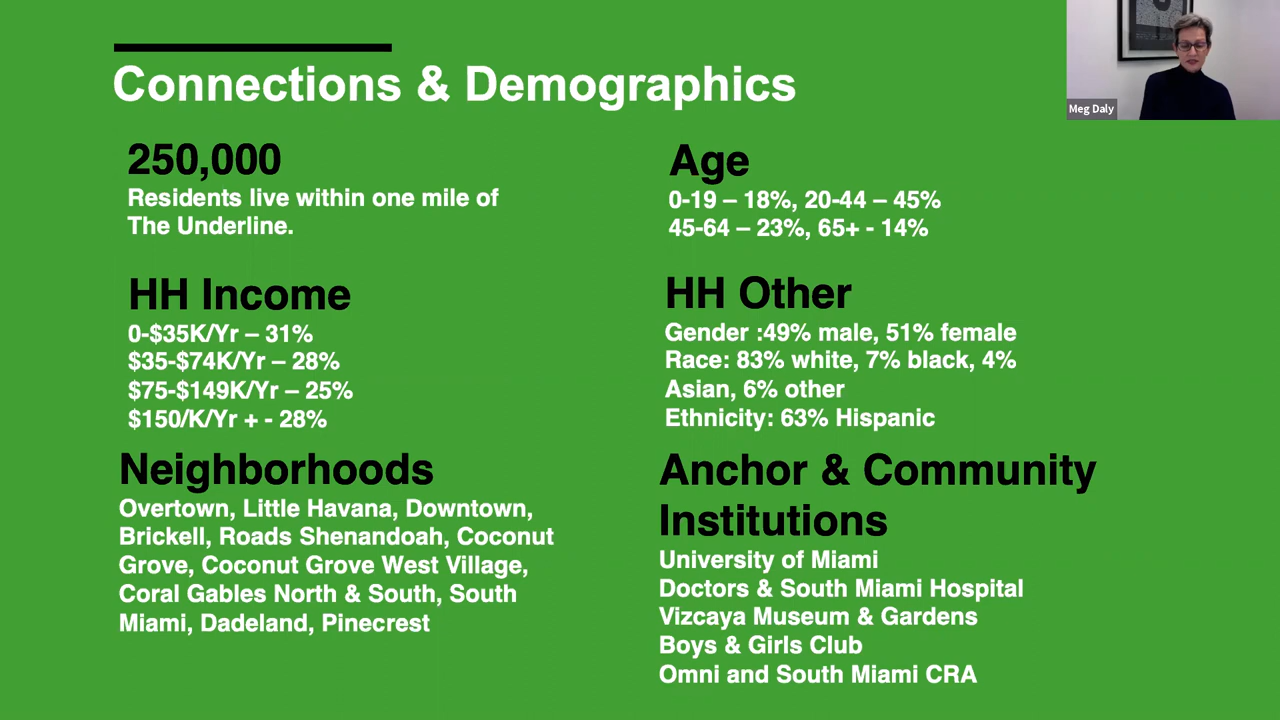 Connections & Demographics
250,000
Residents live within one mile of
The Underline.
HH Income
0-$35K/Yr – 31%
$35-$74K/Yr – 28%
$75-$149K/Yr – 25%
$150/K/Yr + - 28%
Neighborhoods
Overtown, Little Havana, Downtown,
Brickell, Roads Shenandoah, Coconut
Grove, Coconut Grove West Village,
Coral Gables North & South, South
Miami, Dadeland, Pinecrest
Age
0-19 – 18%, 20-44 – 45%
45-64 – 23%, 65+ - 14%
HH Other
Gender :49% male, 51% female
Race: 83% white, 7% black, 4%
Asian, 6% other
Ethnicity: 63% Hispanic
Anchor & Community
Institutions
University of Miami
Doctors & South Miami Hospital
Vizcaya Museum & Gardens
Boys & Girls Club
Omni and South Miami CRA
Meg Daly